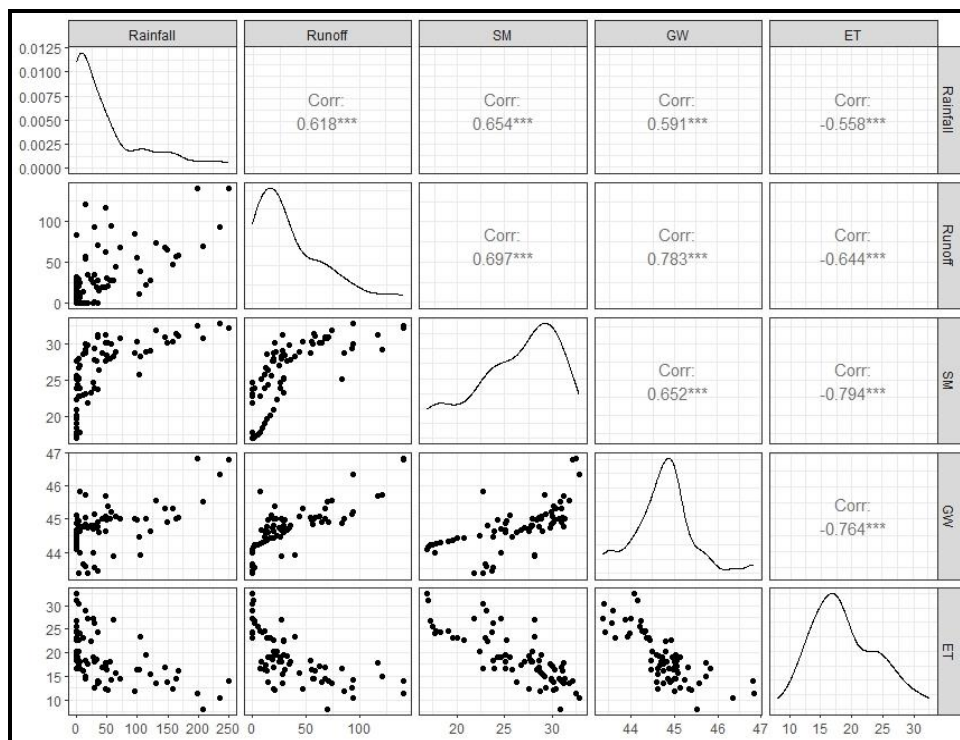 Rainfall Runoff SM GW ET
0.0125
0.0100
0.0075
0.0050
0.0025
0.0000
Corr:
0.618***
Corr:
0.654***
Corr:
0.591***
Corr:
-0.558***
Rainfall
100
50
0
Corr:
0.697***
Corr:
0.783***
Corr:
-0.644***
Runoff
30
25
20
Corr:
0.652***
Corr:
-0.794***
SM
47
46
45
44
Corr:
-0.764***
GW
30
25
20
15
10
ET
0 50 100 150 200 250 0 50 100 20 25 30 44 45 46 47 10 15 20 25 30